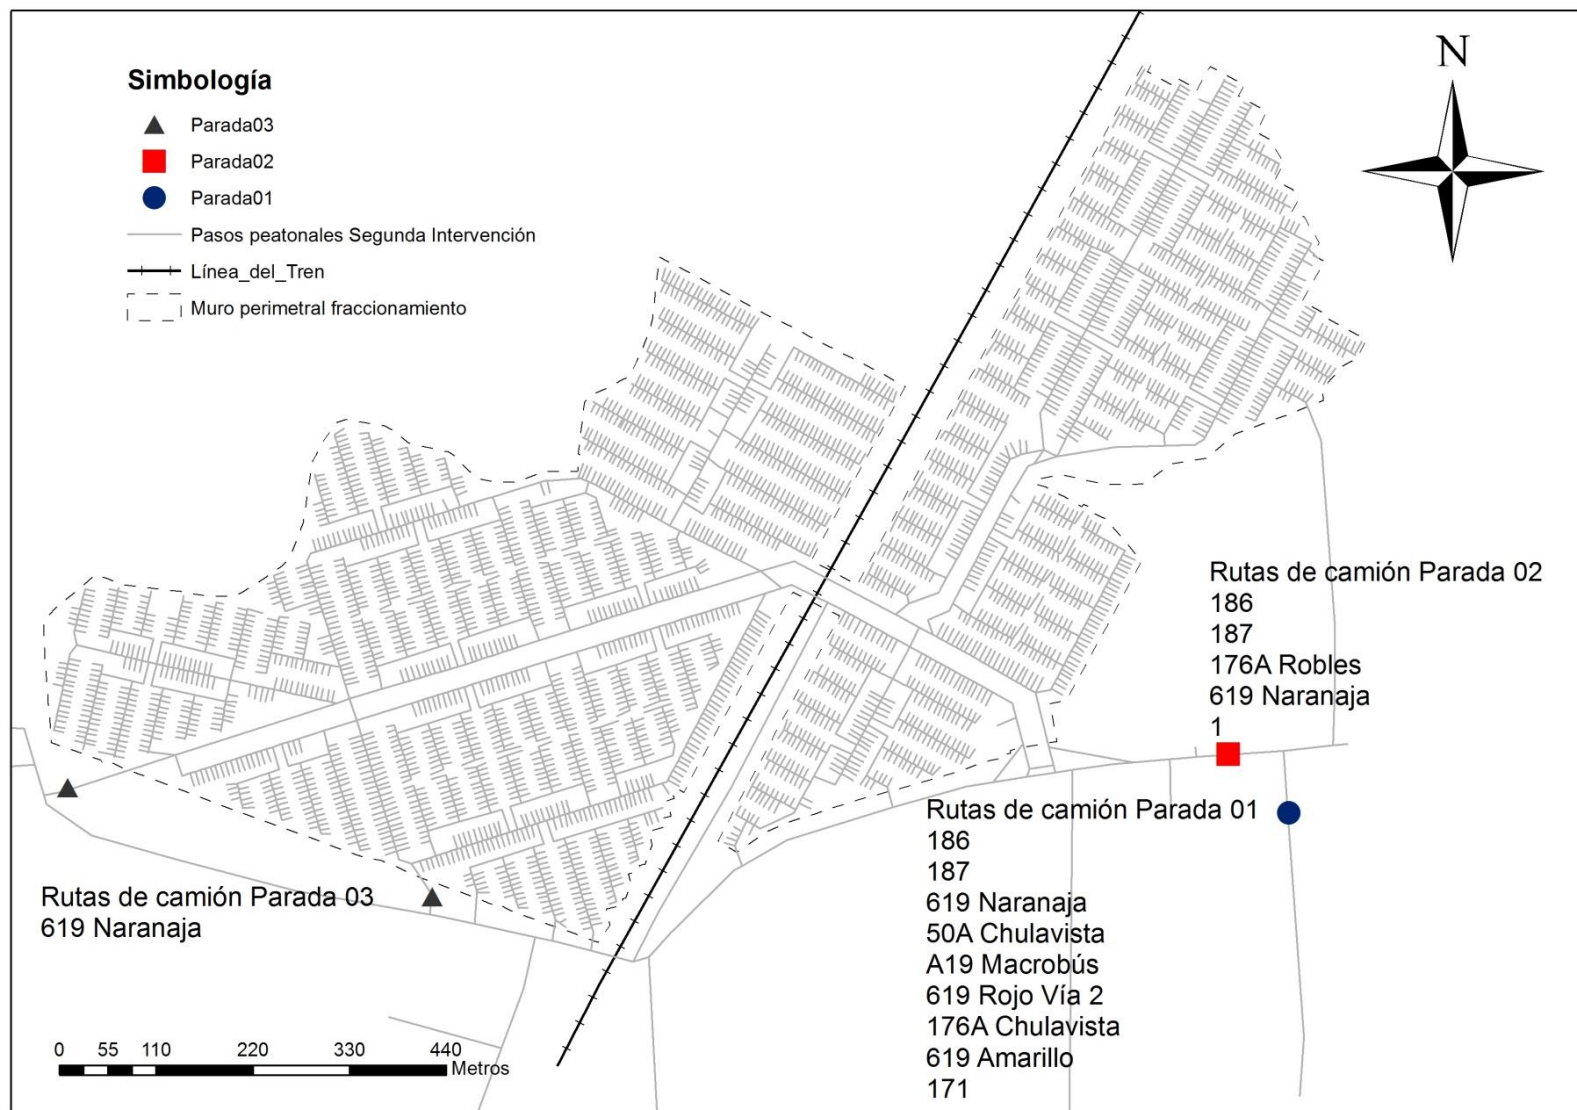 Simbología
Parada03
Parada02
Parada01
Pasos peatonales Segunda Intervención
Línea_del_Tren
Muro perimetral fraccionamiento
N
Rutas de camión Parada 02
186
187
176A Robles
619 Naranaja
1
Rutas de camión Parada 01
186
187
619 Naranaja
50A Chulavista
A19 Macrobús
619 Rojo Vía 2
176A Chulavista
619 Amarillo
171
Rutas de camión Parada 03
619 Naranaja
0 55 110 220 330 440
Metros